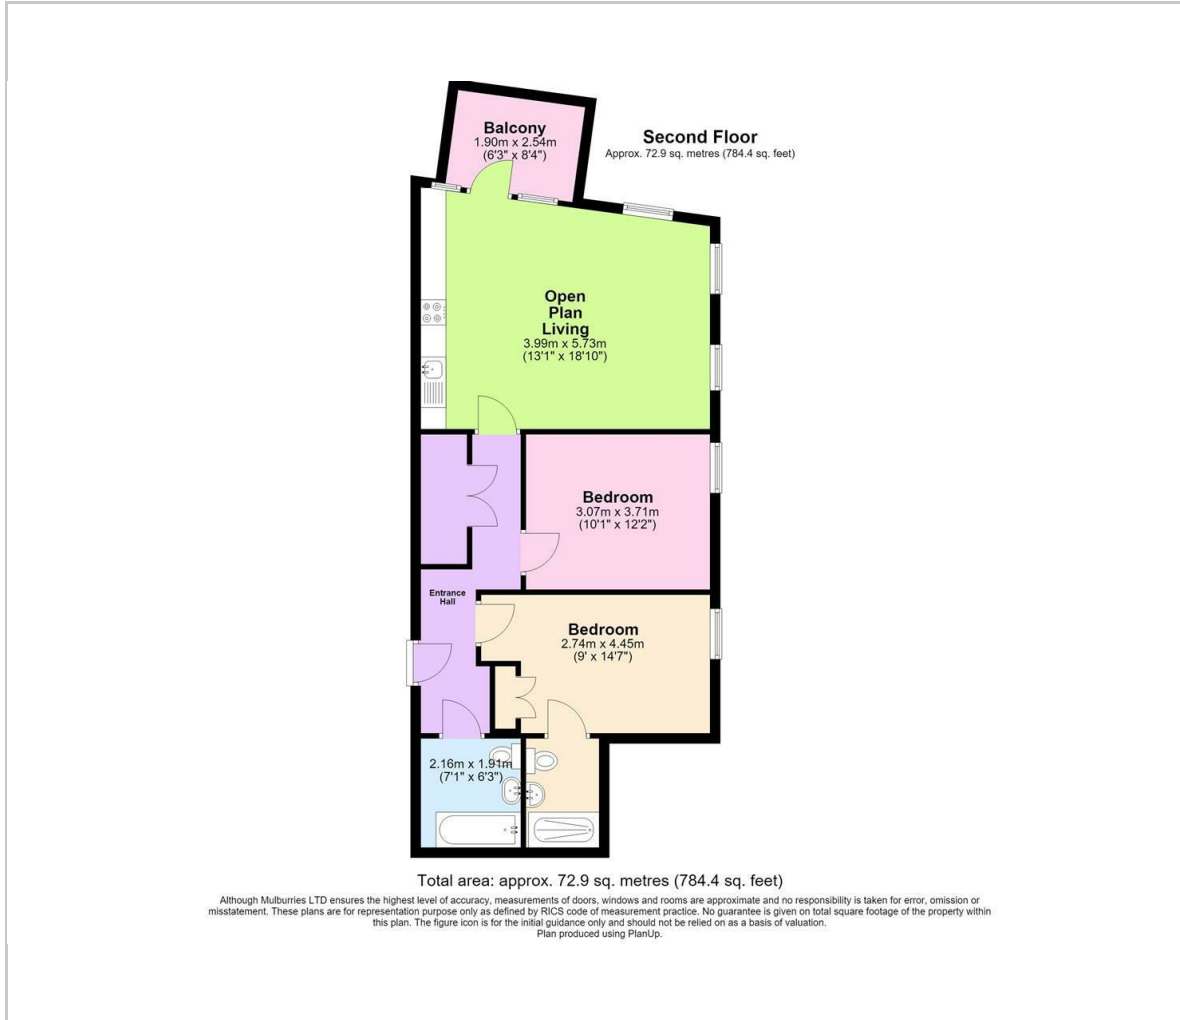 Balcony
1.90m x 2.54m
(6'3" x 8'4")
Second Floor
Approx. 72.9 sq. metres (784.4 sq. feet)
Open
Plan
Living
3.99m x 5.73m
(13'1" x 18'10")
Bedroom
3.07m x 3.71m
(10'1" x 12'2")
Entrance
Hall
Bedroom
2.74m x 4.45m
(9' x 14'7")
2.16m x 1.91m
(7'1" x 6'3")
Total area: approx. 72.9 sq. metres (784.4 sq. feet)
Although Mulburries LTD ensures the highest level of accuracy, measurements of doors, windows and rooms are approximate and no responsibility is taken for error, omission or
misstatement. These plans are for representation purpose only as defined by RICS code of measurement practice. No guarantee is given on total square footage of the property within
this plan. The figure icon is for the initial guidance only and should not be relied on as a basis of valuation.
Plan produced using PlanUp.